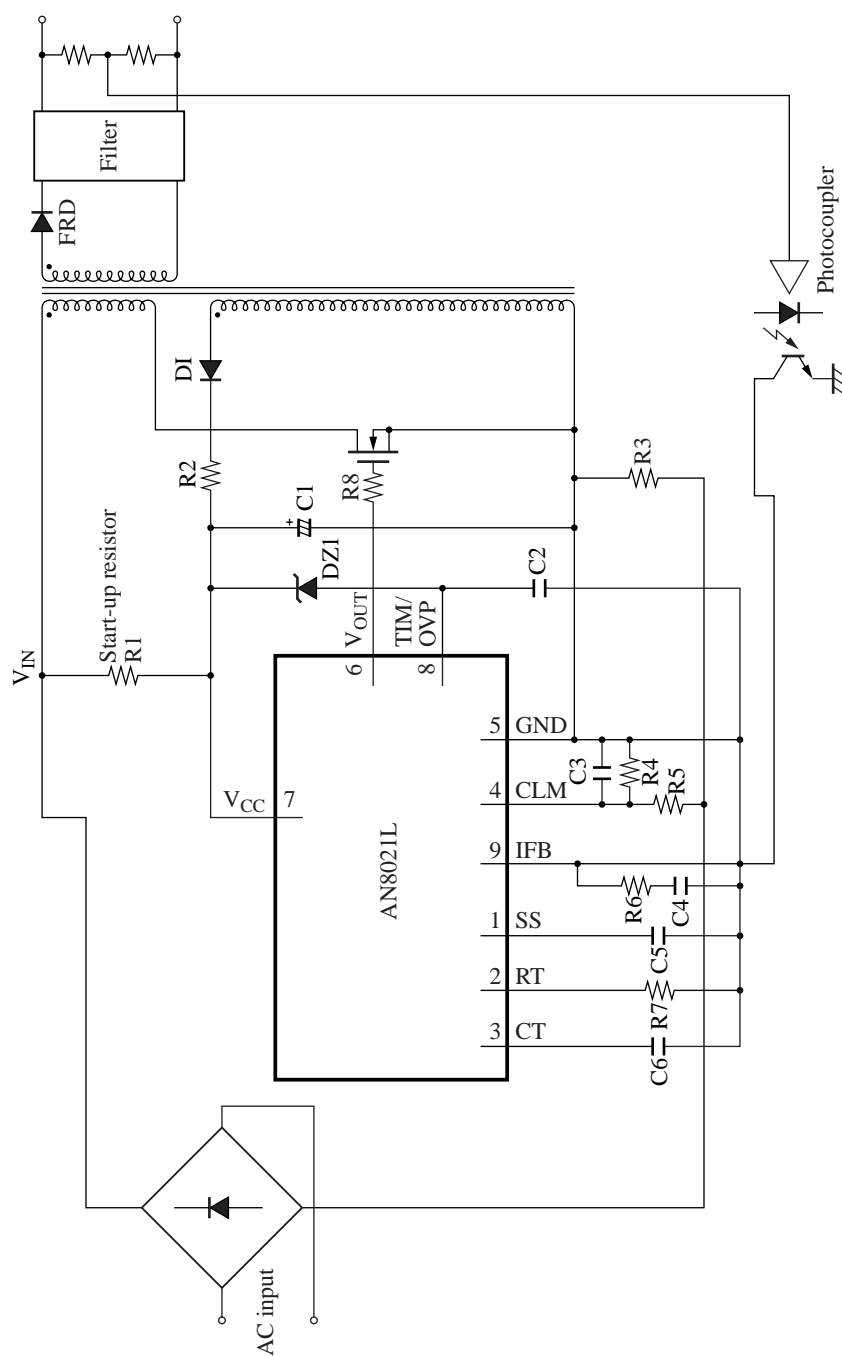 AC input
V_IN
Start-up resistor
R1
R2
DI
FRD
Filter
C1
DZ1
R8
V_CC
7
6
V_OUT
8
TIM/
OVP
AN8021L
3
CT
2
RT
1
SS
9
IFB
4
CLM
5
GND
C2
C3
R4
R5
R3
R6
C4
C5
R7
C6
Photocoupler